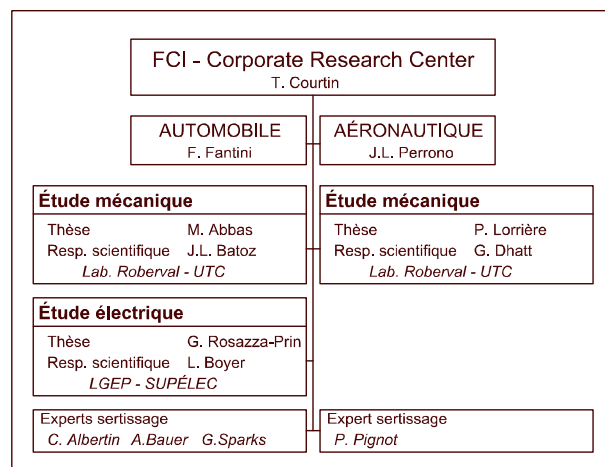 FCI - Corporate Research Center
T. Courtin
AUTOMOBILE
F. Fantini
AÉRONAUTIQUE
J.L. Perrono
Étude mécanique
Thèse M. Abbas
Resp. scientifique J.L. Batoz
Lab. Roberval - UTC
Étude mécanique
Thèse P. Lorrière
Resp. scientifique G. Dhatt
Lab. Roberval - UTC
Étude électrique
Thèse G. Rosazza-Prin
Resp. scientifique L. Boyer
LGEP - SUPÉLEC
Experts sertissage
C. Albertin A.Bauer G.Sparks
Expert sertissage
P. Pignot